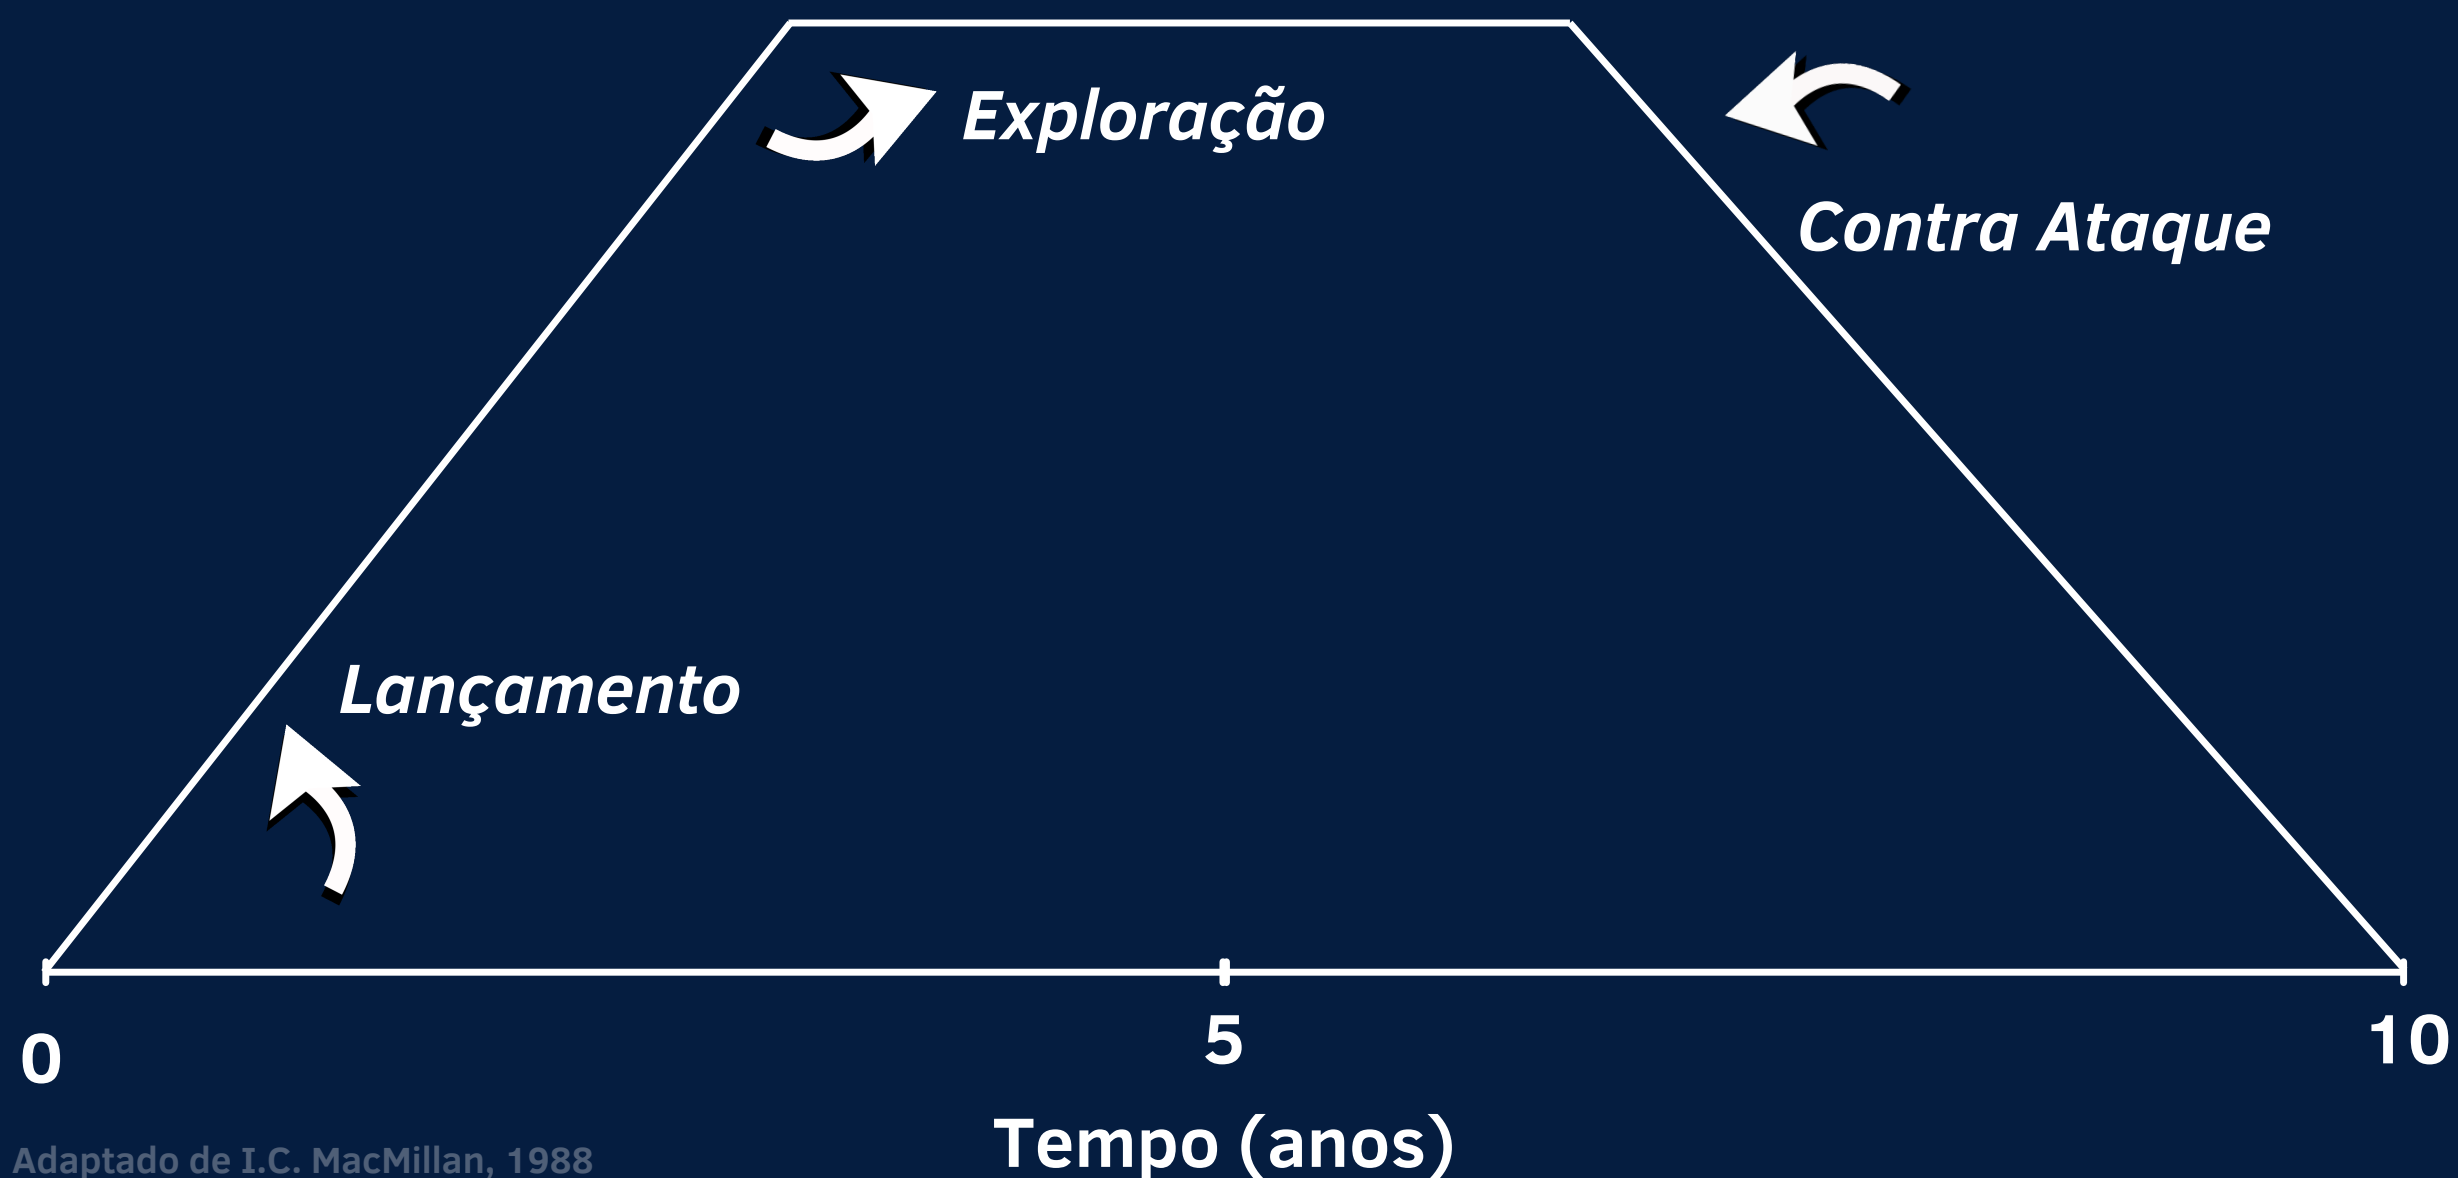 Exploração
Contra Ataque
Lançamento
0
5
10
Tempo (anos)
Adaptado de I.C. MacMillan, 1988